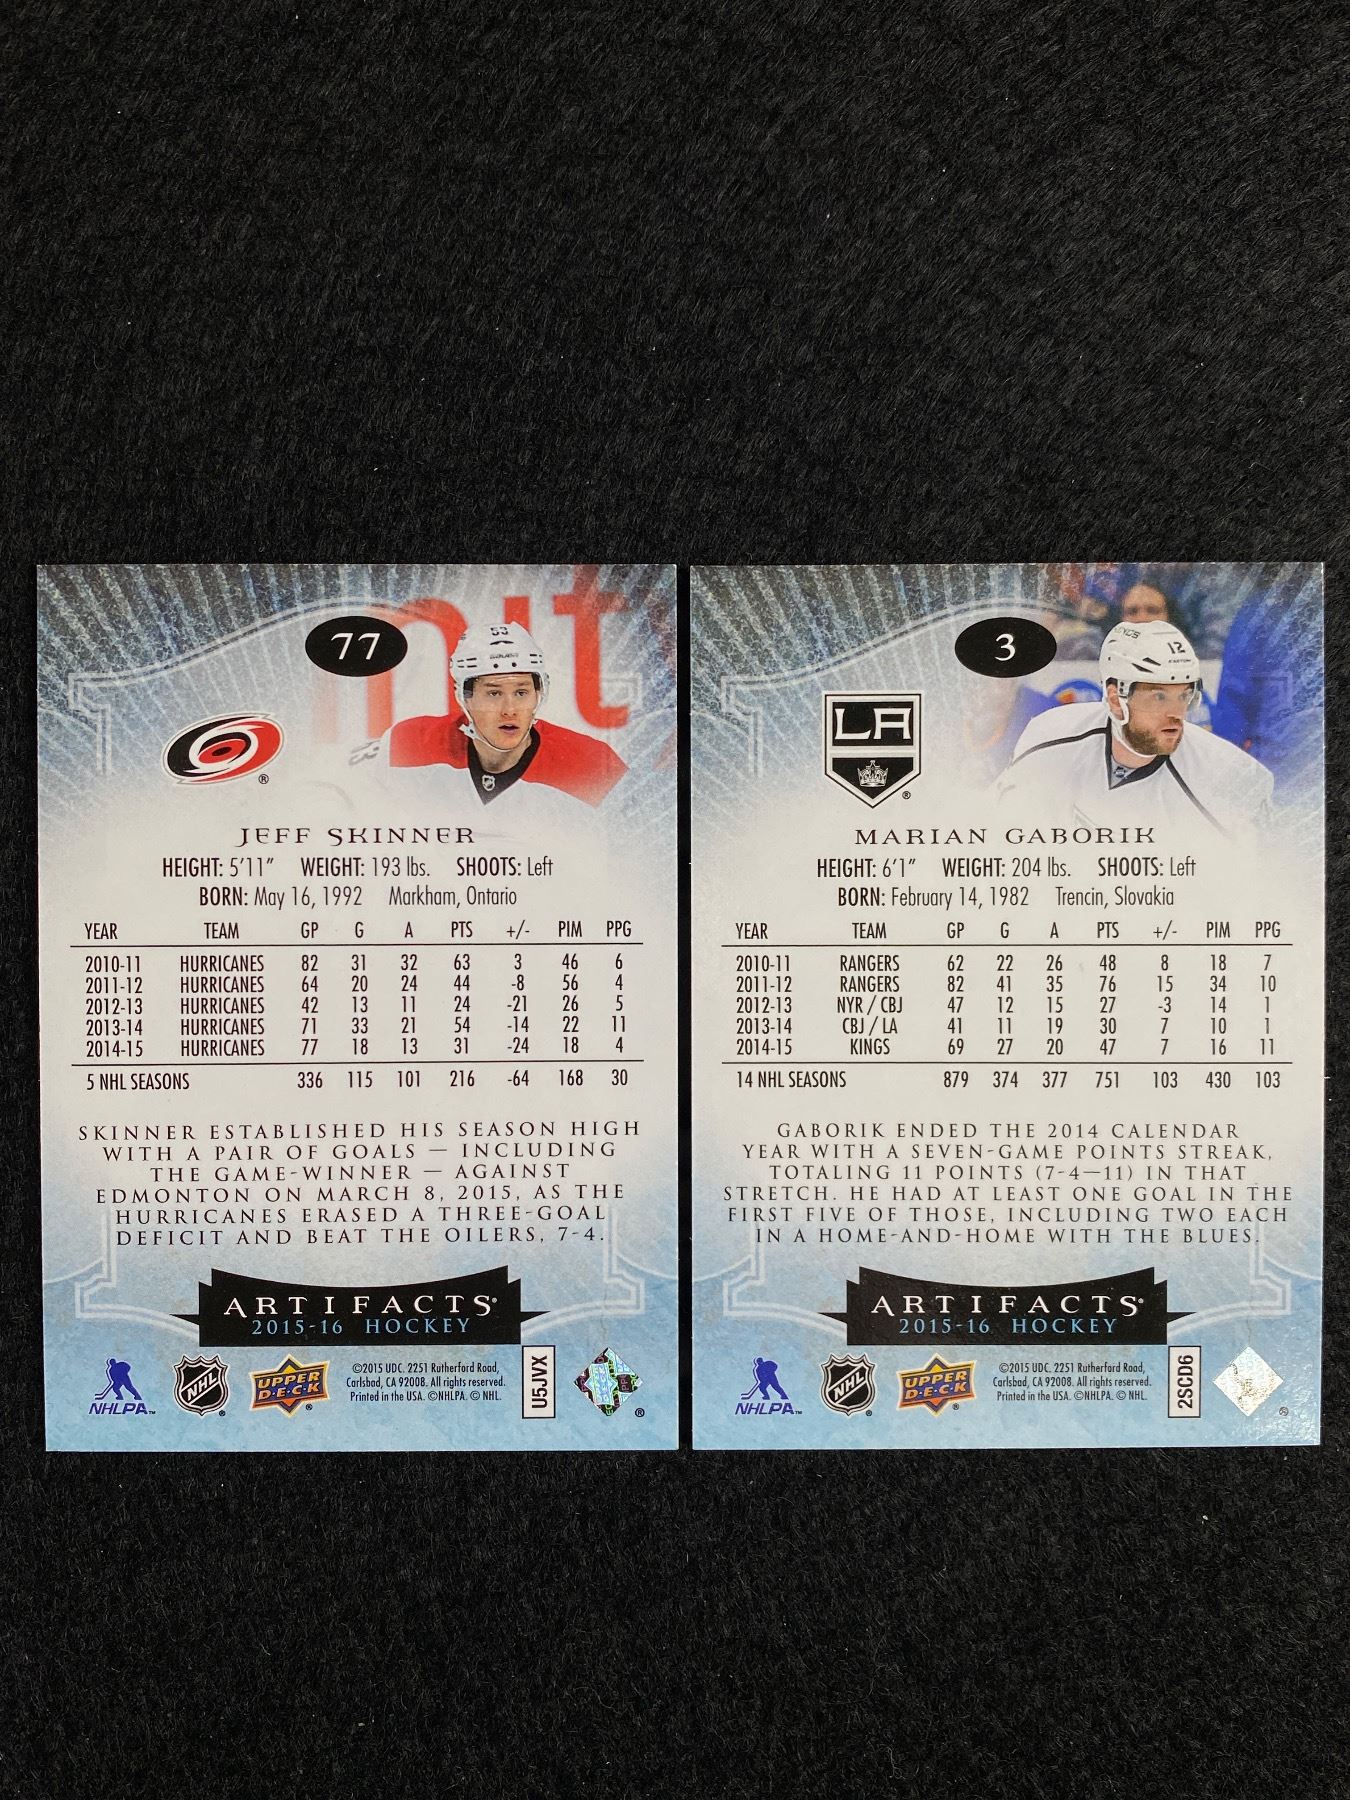 77
53
BAUER
JEFF SKINNER
HEIGHT: 5'11" WEIGHT: 193 lbs. SHOOTS: Left
BORN: May 16, 1992 Markham, Ontario
YEAR TEAM GP G A PTS +/- PIM PPG
2010-11 HURRICANES 82 31 32 63 3 46 6
2011-12 HURRICANES 64 20 24 44 -8 56 4
2012-13 HURRICANES 42 13 11 24 -21 26 5
2013-14 HURRICANES 71 33 21 54 -14 22 11
2014-15 HURRICANES 77 18 13 31 -24 18 4
5 NHL SEASONS 336 115 101 216 -64 168 30
SKINNER ESTABLISHED HIS SEASON HIGH
WITH A PAIR OF GOALS — INCLUDING
THE GAME-WINNER — AGAINST
EDMONTON ON MARCH 8, 2015, AS THE
HURRICANES ERASED A THREE-GOAL
DEFICIT AND BEAT THE OILERS, 7-4.
ARTIFACTS®
2015-16 HOCKEY
NHLPA™
NHL ®
UPPER DECK ®
©2015 UDC. 2251 Rutherford Road,
Carlsbad, CA 92008. All rights reserved.
Printed in the USA. ©NHLPA. © NHL.
U5JVX
®
3
12
EASTON
LA ®
MARIAN GABORIK
HEIGHT: 6'1" WEIGHT: 204 lbs. SHOOTS: Left
BORN: February 14, 1982 Trencin, Slovakia
YEAR TEAM GP G A PTS +/- PIM PPG
2010-11 RANGERS 62 22 26 48 8 18 7
2011-12 RANGERS 82 41 35 76 15 34 10
2012-13 NYR / CBJ 47 12 15 27 -3 14 1
2013-14 CBJ / LA 41 11 19 30 7 10 1
2014-15 KINGS 69 27 20 47 7 16 11
14 NHL SEASONS 879 374 377 751 103 430 103
GABORIK ENDED THE 2014 CALENDAR
YEAR WITH A SEVEN-GAME POINTS STREAK,
TOTALING 11 POINTS (7-4—11) IN THAT
STRETCH. HE HAD AT LEAST ONE GOAL IN THE
FIRST FIVE OF THOSE, INCLUDING TWO EACH
IN A HOME-AND-HOME WITH THE BLUES.
ARTIFACTS®
2015-16 HOCKEY
NHLPA™
NHL ®
UPPER DECK ®
©2015 UDC. 2251 Rutherford Road,
Carlsbad, CA 92008. All rights reserved.
Printed in the USA. ©NHLPA. © NHL.
2SCD6
®